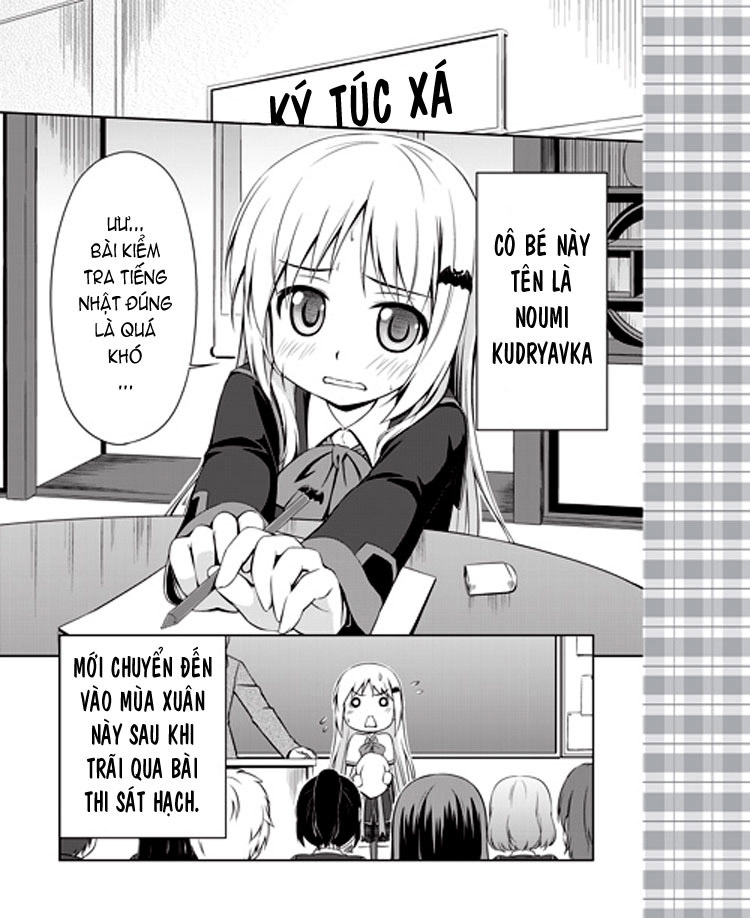 KÝ TÚC XÁ
CÔ BÉ NÀY
TÊN LÀ
NOUMI
KUDRYAVKA
ƯƯ...
BÀI KIỂM
TRA TIẾNG
NHẬT ĐÚNG
LÀ QUÁ
KHÓ
...
MỚI CHUYỂN ĐẾN
VÀO MÙA XUÂN
NÀY SAU KHI
TRÃI QUA BÀI
THI SÁT HẠCH.